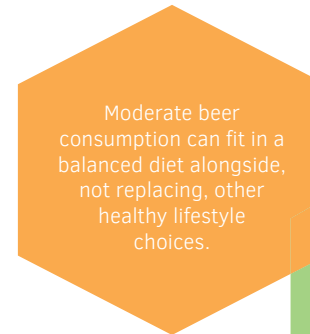 Moderate beer
consumption can fit in a
balanced diet alongside,
not replacing, other
healthy lifestyle
choices.